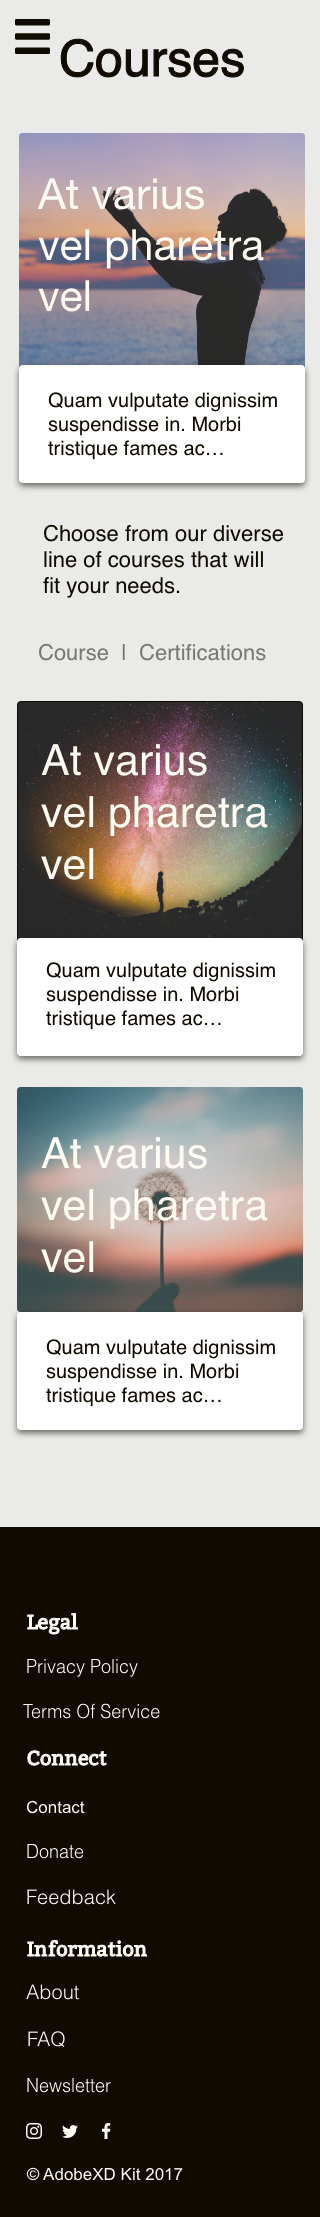 Courses
At varius
vel pharetra
vel
Quam vulputate dignissim
suspendisse in. Morbi
tristique fames ac...
Choose from our diverse
line of courses that will
fit your needs.
Course | Certifications
At varius
vel pharetra
vel
Quam vulputate dignissim
suspendisse in. Morbi
tristique fames ac...
At varius
vel pharetra
vel
Quam vulputate dignissim
suspendisse in. Morbi
tristique fames ac...
Legal
Privacy Policy
Terms Of Service
Connect
Contact
Donate
Feedback
Information
About
FAQ
Newsletter
© AdobeXD Kit 2017